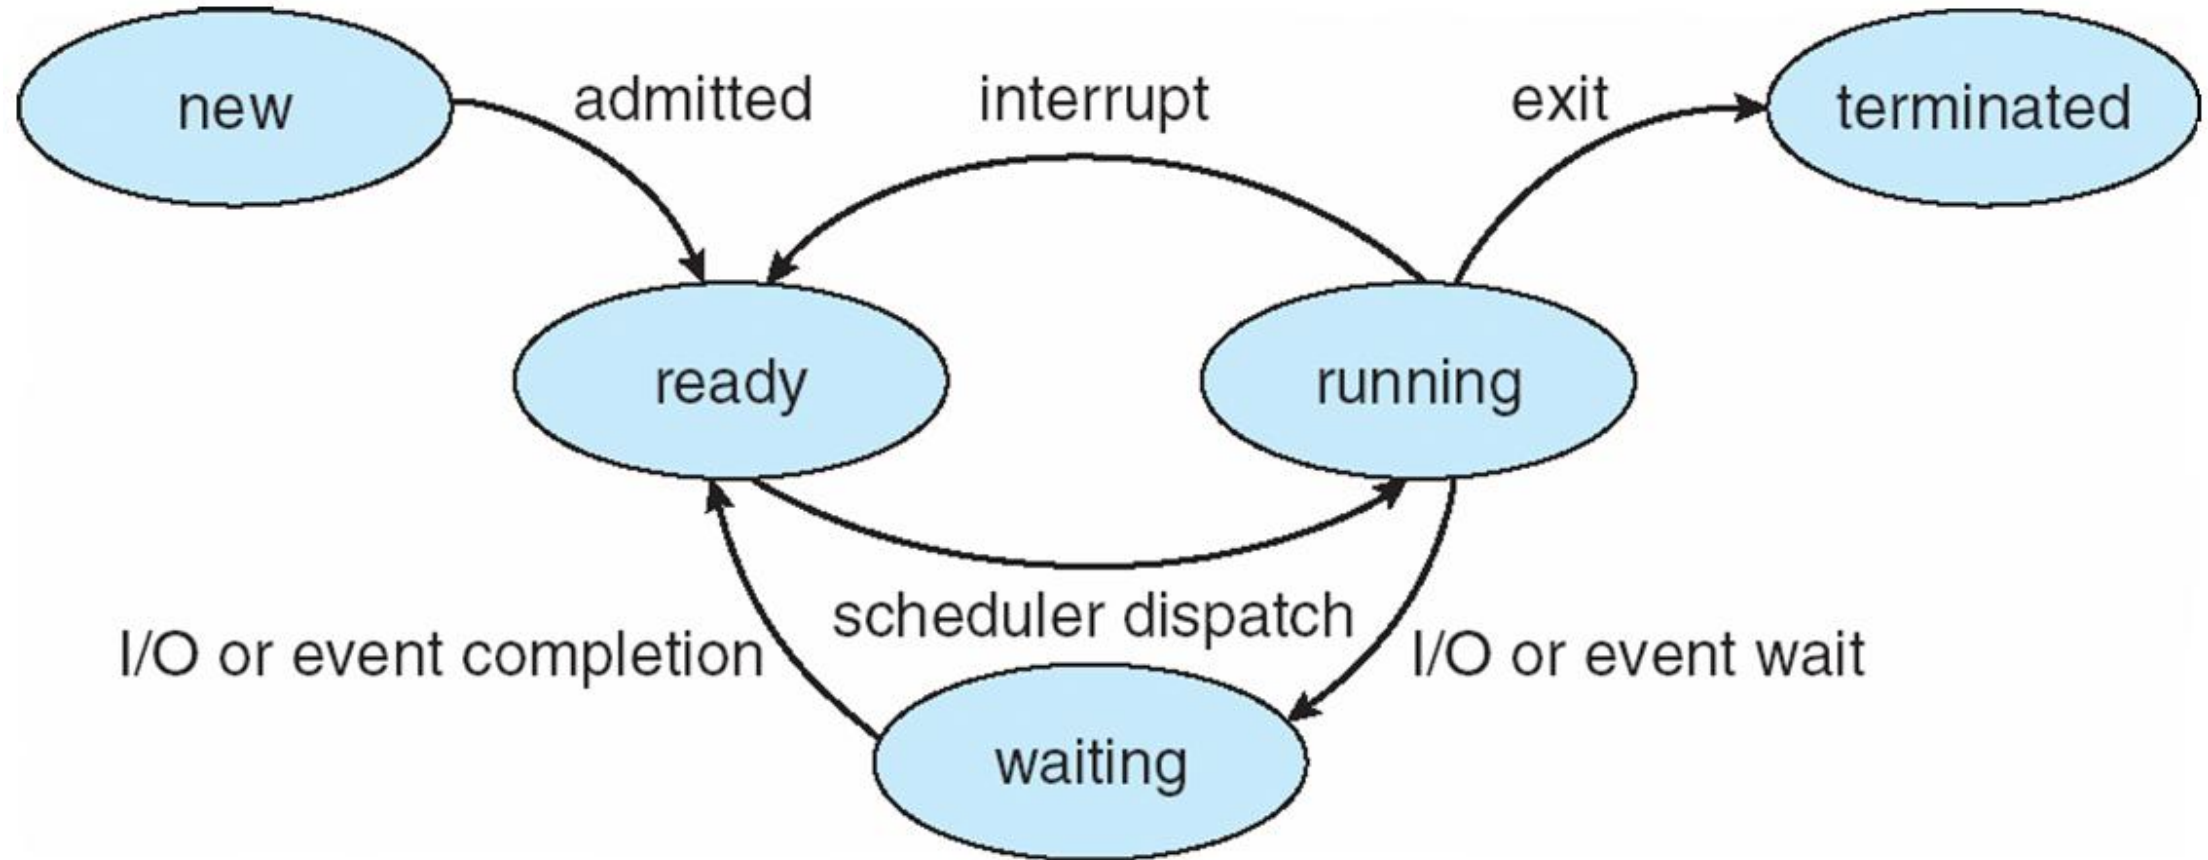 new
admitted
interrupt
exit
terminated
ready
running
scheduler dispatch
I/O or event completion
I/O or event wait
waiting